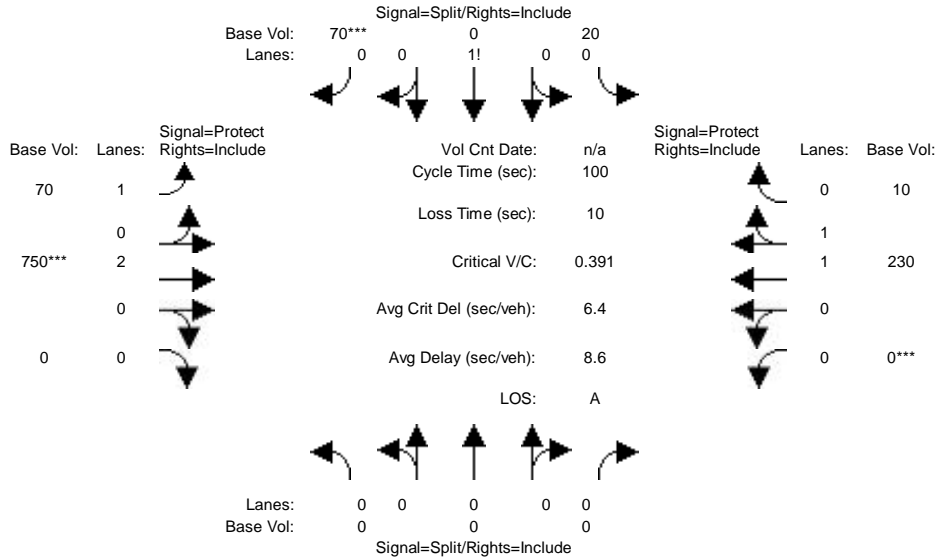 Signal=Split/Rights=Include
Base Vol: 70*** 0 20
Lanes: 0 0 1! 0 0
Signal=Protect
Base Vol: Lanes: Rights=Include
Vol Cnt Date: n/a
Signal=Protect
Rights=Include Lanes: Base Vol:
Cycle Time (sec): 100
70 1
0 10
Loss Time (sec): 10
0
1
750*** 2
Critical V/C: 0.391
1 230
0
Avg Crit Del (sec/veh): 6.4
0
0 0
Avg Delay (sec/veh): 8.6
0 0***
LOS: A
Lanes: 0 0 0 0 0
Base Vol: 0 0 0
Signal=Split/Rights=Include